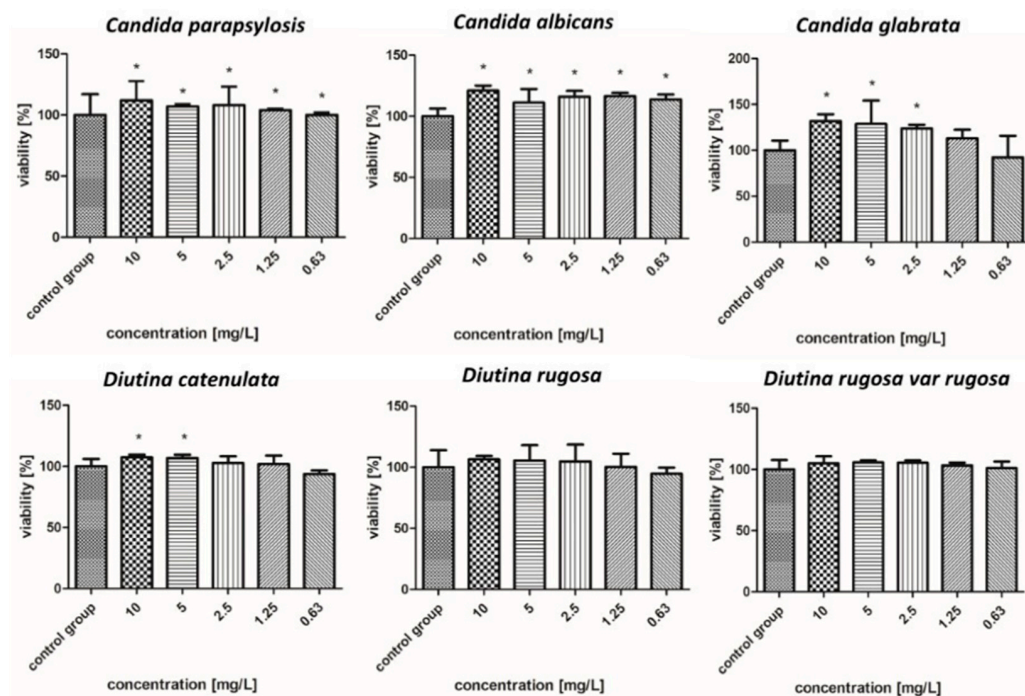 Candida parapsylosis
150
100
50
0
viability [%]
* * * * *
control group
10
5
2.5
1.25
0.63
concentration [mg/L]
Candida albicans
150
100
50
0
viability [%]
* * * * *
control group
10
5
2.5
1.25
0.63
concentration [mg/L]
Candida glabrata
200
150
100
50
0
viability [%]
* * *
control group
10
5
2.5
1.25
0.63
concentration [mg/L]
Diutina catenulata
150
100
50
0
viability [%]
* *
control group
10
5
2.5
1.25
0.63
concentration [mg/L]
Diutina rugosa
150
100
50
0
viability [%]
control group
10
5
2.5
1.25
0.63
concentration [mg/L]
Diutina rugosa var rugosa
150
100
50
0
viability [%]
control group
10
5
2.5
1.25
0.63
concentration [mg/L]